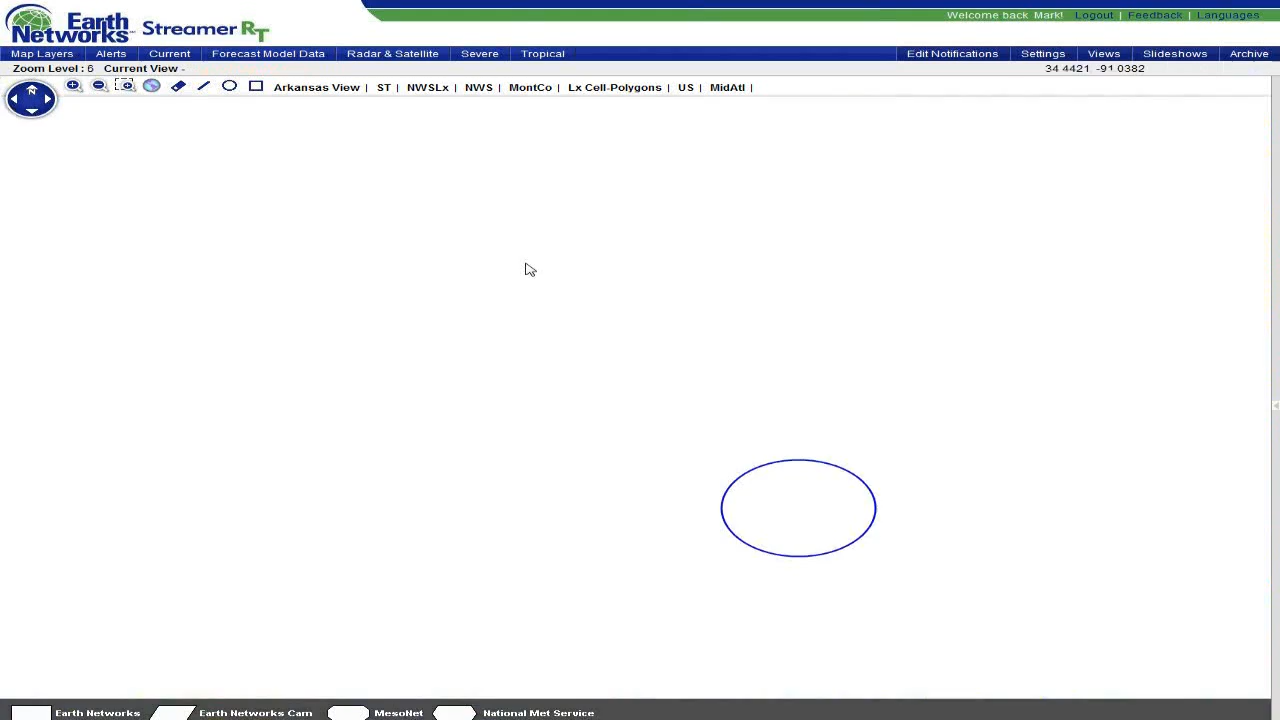 Earth Networks Streamer RT
Welcome back Mark! Logout | Feedback | Languages
Map Layers Alerts Current Forecast Model Data Radar & Satellite Severe Tropical Edit Notifications Settings Views Slideshows Archive
Zoom Level : 6 Current View - 34.4421 -91.0382
Arkansas View | ST | NWSLx | NWS | MontCo | Lx Cell-Polygons | US | MidAtl |
Earth Networks Earth Networks Cam MesoNet National Met Service